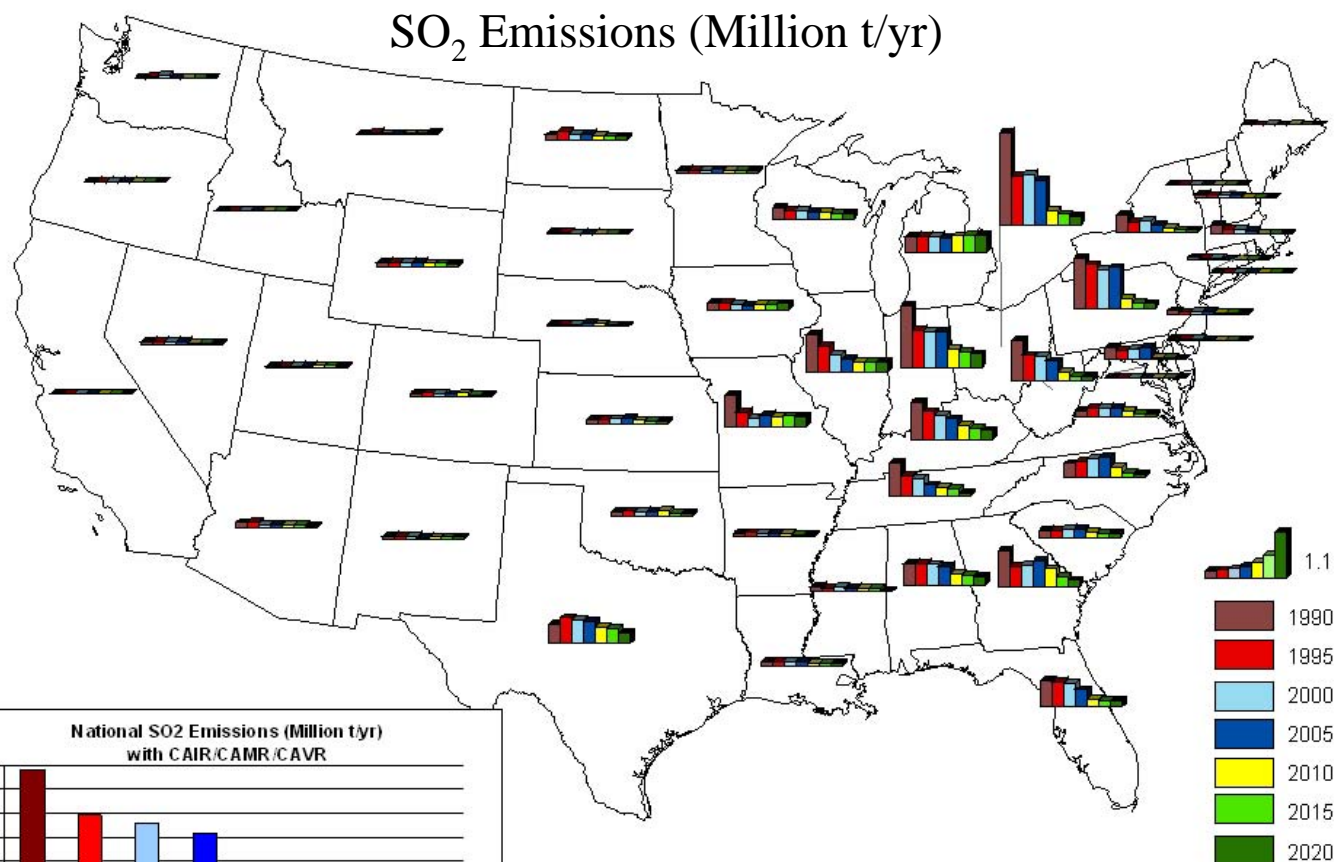 SO2 Emissions (Million t/yr)
1.1
1990
1995
2000
2005
2010
2015
2020
National SO2 Emissions (Million t/yr)
with CAIR/CAMR/CAVR